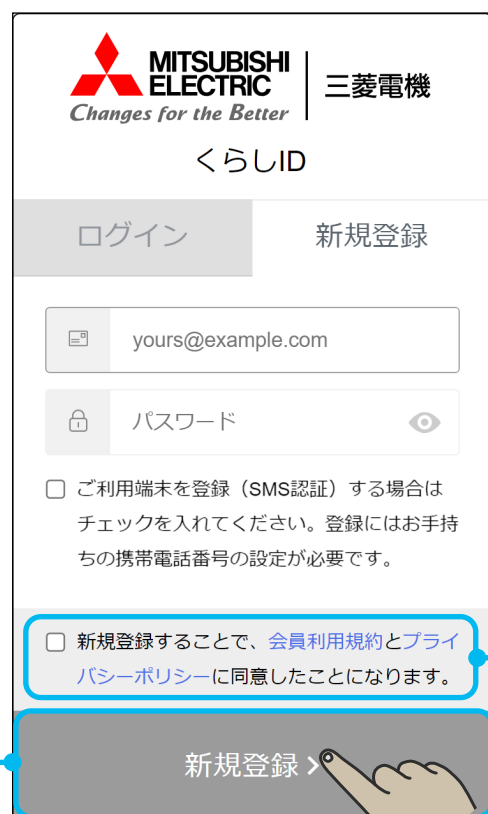 MITSUBISHI
ELECTRIC
Changes for the Better
三菱電機
くらしID
ログイン
新規登録
yours@example.com
パスワード
ご利用端末を登録（SMS認証）する場合は
チェックを入れてください。登録にはお手持
ちの携帯電話番号の設定が必要です。
新規登録することで、会員利用規約とプライ
バシーポリシーに同意したことになります。
新規登録 ›